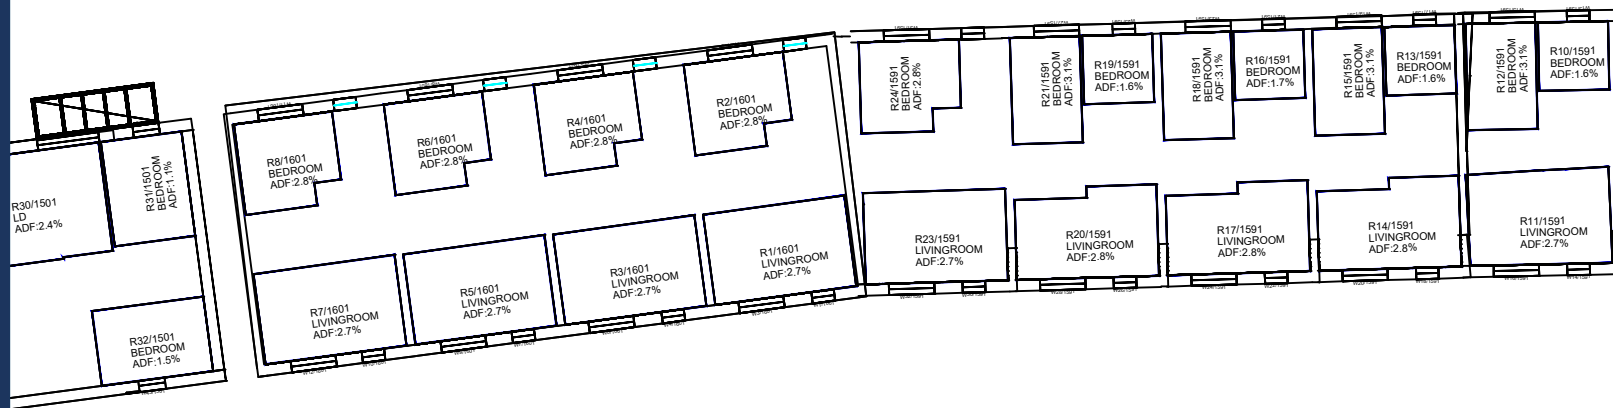 R30/1501
LD
ADF:2.4%
R31/1501
BEDROOM
ADF:1.1%
R32/1501
BEDROOM
ADF:1.5%
R8/1601
BEDROOM
ADF:2.8%
R6/1601
BEDROOM
ADF:2.8%
R4/1601
BEDROOM
ADF:2.8%
R2/1601
BEDROOM
ADF:2.8%
R7/1601
LIVINGROOM
ADF:2.7%
R5/1601
LIVINGROOM
ADF:2.7%
R3/1601
LIVINGROOM
ADF:2.7%
R1/1601
LIVINGROOM
ADF:2.7%
R24/1591
BEDROOM
ADF:2.8%
R21/1591
BEDROOM
ADF:3.1%
R19/1591
BEDROOM
ADF:1.6%
R18/1591
BEDROOM
ADF:3.1%
R16/1591
BEDROOM
ADF:1.7%
R15/1591
BEDROOM
ADF:3.1%
R13/1591
BEDROOM
ADF:1.6%
R12/1591
BEDROOM
ADF:3.1%
R10/1591
BEDROOM
ADF:1.6%
R23/1591
LIVINGROOM
ADF:2.7%
R20/1591
LIVINGROOM
ADF:2.8%
R17/1591
LIVINGROOM
ADF:2.8%
R14/1591
LIVINGROOM
ADF:2.8%
R11/1591
LIVINGROOM
ADF:2.7%